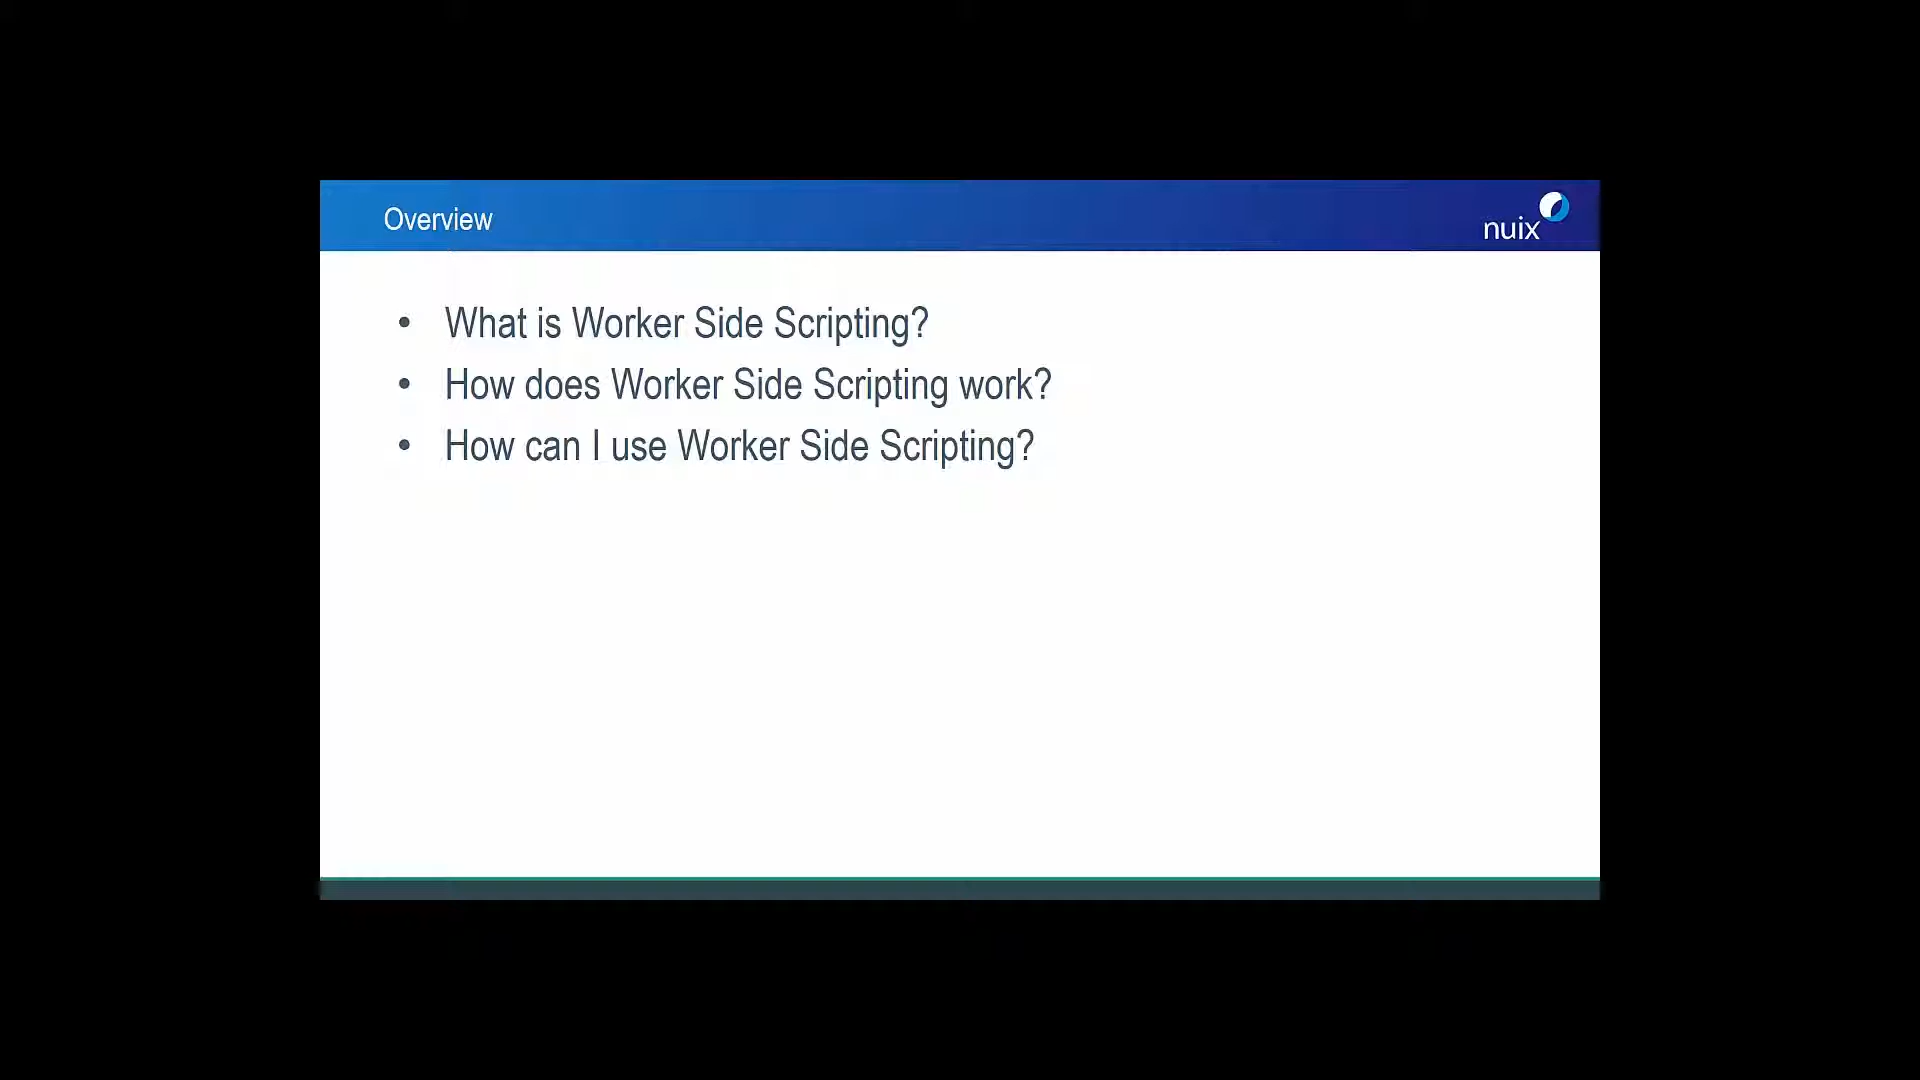 Overview
nuix
• What is Worker Side Scripting?
• How does Worker Side Scripting work?
• How can I use Worker Side Scripting?